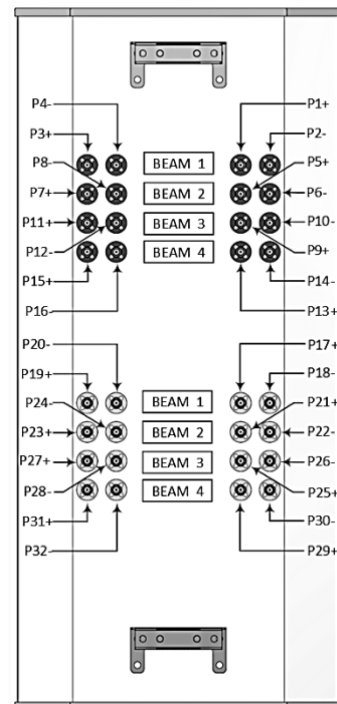 P4- P1+
P3+ P2-
P8- BEAM 1 P5+
P7+ BEAM 2 P6-
P11+ BEAM 3 P10-
P12- BEAM 4 P9+
P15+ P14-
P16- P13+
P20- P17+
P19+ P18-
P24- BEAM 1 P21+
P23+ BEAM 2 P22-
P27+ BEAM 3 P26-
P28- BEAM 4 P25+
P31+ P30-
P32- P29+